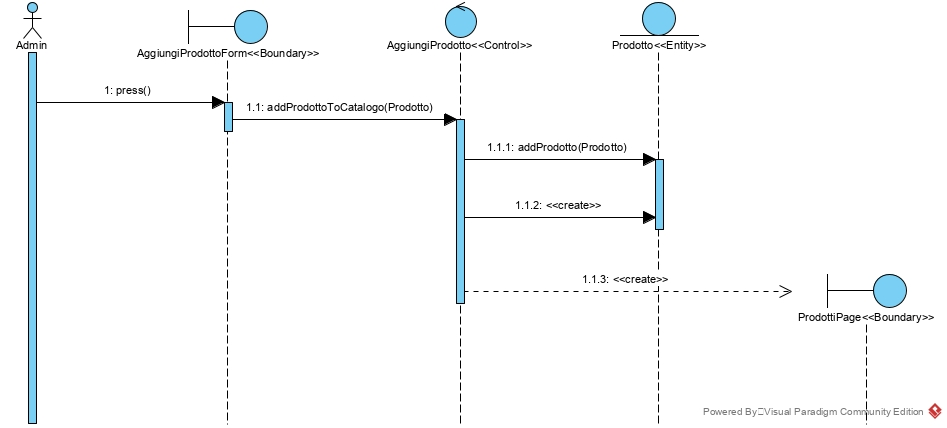 Admin
AggiungiProdottoForm<<Boundary>>
AggiungiProdotto<<Control>>
Prodotto<<Entity>>
1: press()
1.1: addProdottoToCatalogo(Prodotto)
1.1.1: addProdotto(Prodotto)
1.1.2: <<create>>
1.1.3: <<create>>
ProdottiPage<<Boundary>>
Powered By Visual Paradigm Community Edition